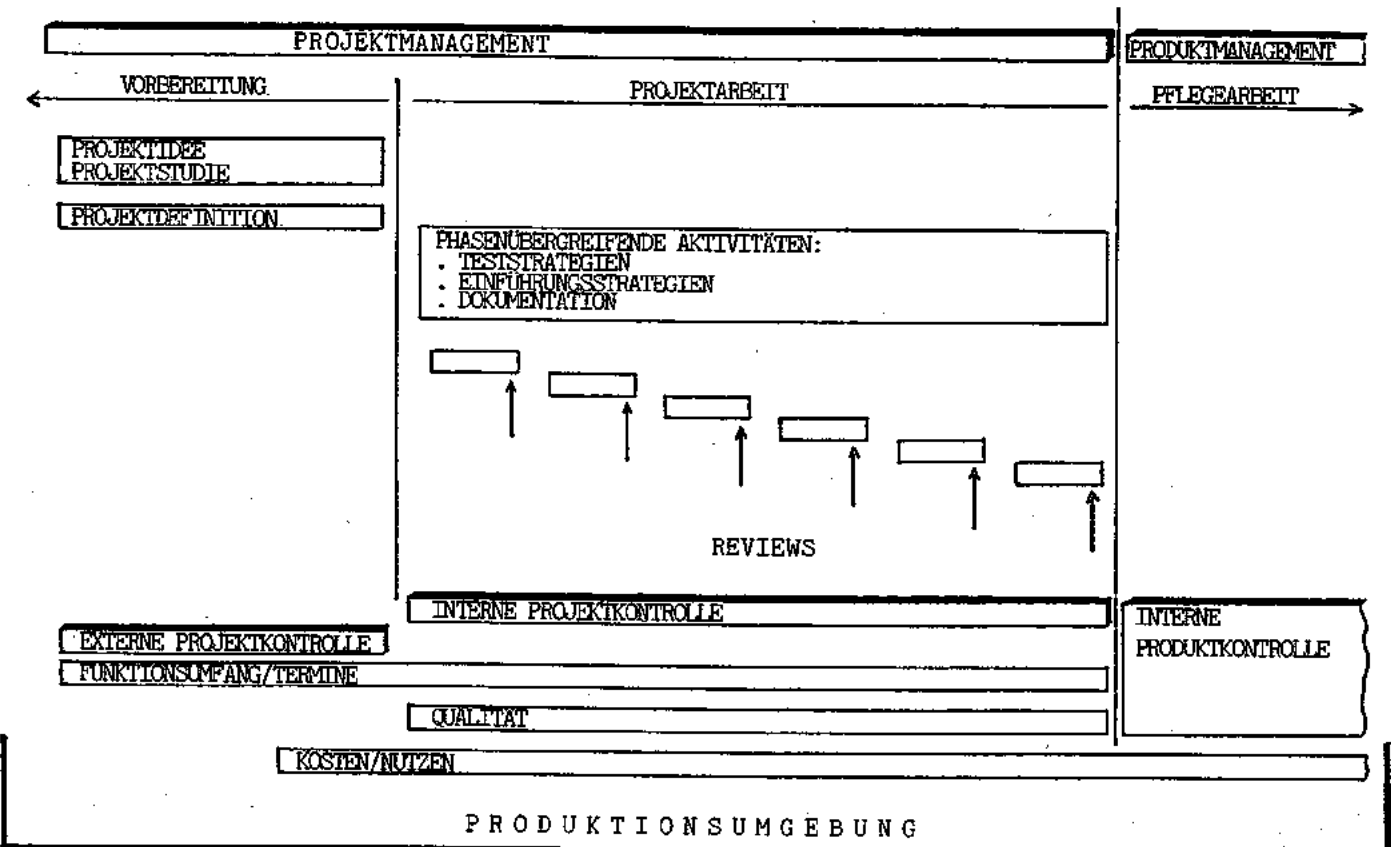 PROJEKTMANAGEMENT
PRODUKTMANAGEMENT
VORBEREITUNG
PROJEKTARBEIT
PFLEGEARBEIT
PROJEKTIDEE
PROJEKTSTUDIE
PROJEKTDEFINITION
PHASENÜBERGREIFENDE AKTIVITÄTEN:
. TESTSTRATEGIEN
. EINFÜHRUNGSSTRATEGIEN
. DOKUMENTATION
REVIEWS
INTERNE PROJEKTKONTROLLE
INTERNE
PRODUKTKONTROLLE
EXTERNE PROJEKTKONTROLLE
FUNKTIONSUMFANG/TERMINE
QUALITÄT
KOSTEN/NUTZEN
PRODUKTIONSUMGEBUNG